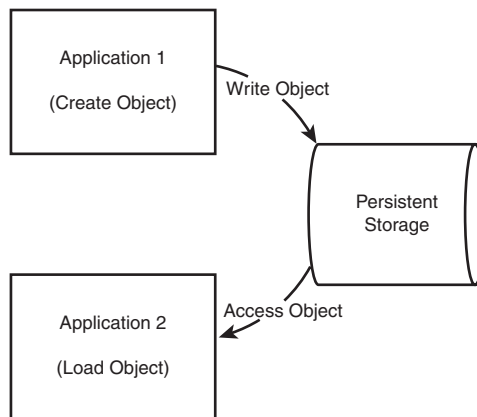 Application 1
(Create Object)
Write Object
Persistent
Storage
Access Object
Application 2
(Load Object)